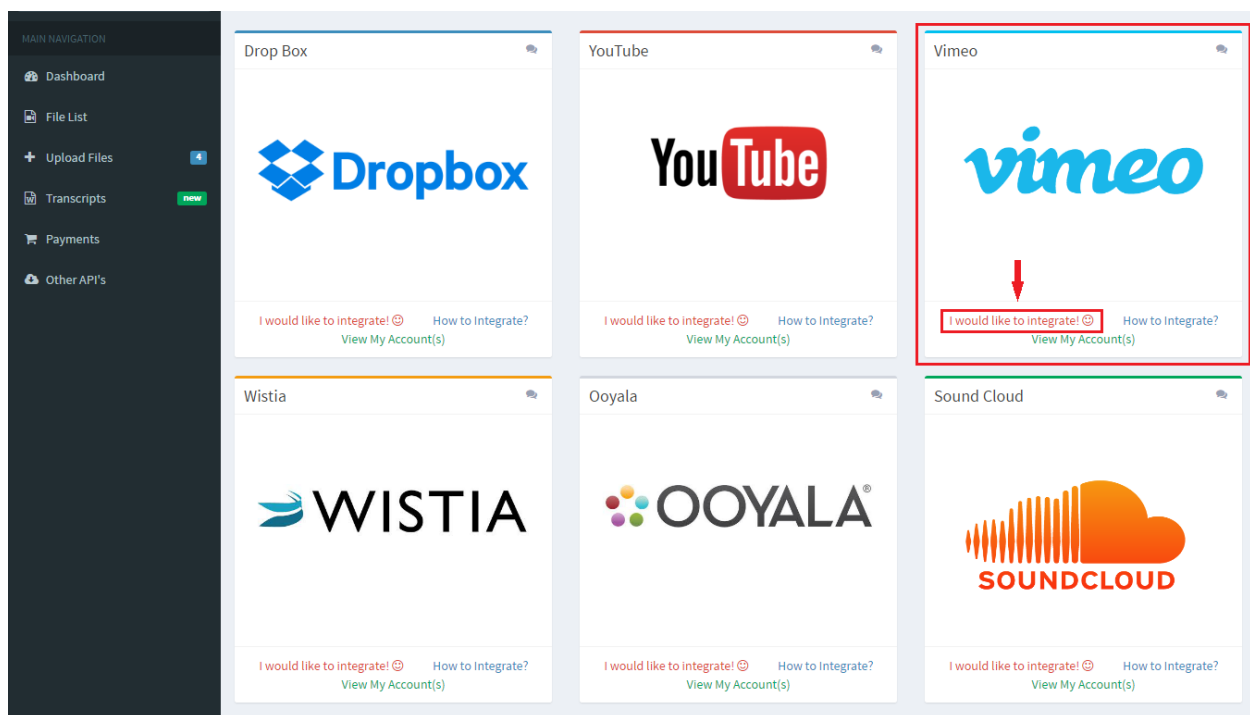 MAIN NAVIGATION
Dashboard
File List
Upload Files 4
Transcripts new
Payments
Other API's
Drop Box
Dropbox
I would like to integrate! How to Integrate?
View My Account(s)
YouTube
YouTube
I would like to integrate! How to Integrate?
View My Account(s)
Vimeo
vimeo
I would like to integrate! How to Integrate?
View My Account(s)
Wistia
WISTIA
I would like to integrate! How to Integrate?
View My Account(s)
Ooyala
OOYALA®
I would like to integrate! How to Integrate?
View My Account(s)
Sound Cloud
SOUNDCLOUD
I would like to integrate! How to Integrate?
View My Account(s)